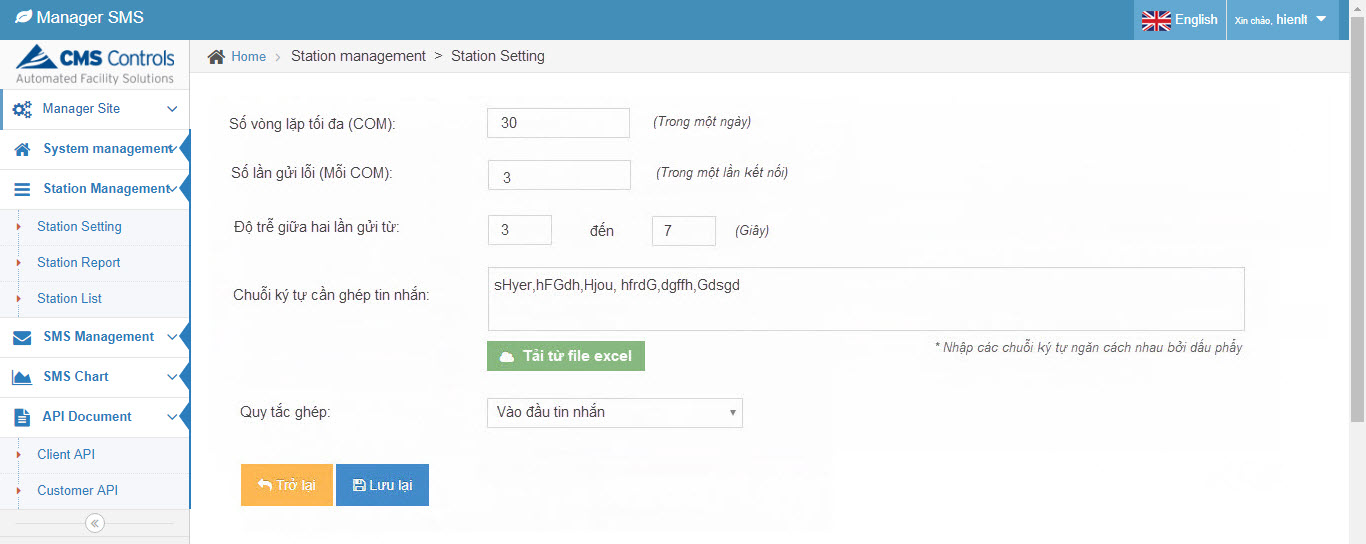 Manager SMS
English
Xin chào, hienlt
CMS Controls
Automated Facility Solutions
Home > Station management > Station Setting
Manager Site
System management
Station Management
Station Setting
Station Report
Station List
SMS Management
SMS Chart
API Document
Client API
Customer API
Số vòng lặp tối đa (COM):
30
(Trong một ngày)
Số lần gửi lỗi (Mỗi COM):
3
(Trong một lần kết nối)
Độ trễ giữa hai lần gửi từ:
3
đến
7
(Giây)
Chuỗi ký tự cần ghép tin nhắn:
sHyer,hFGdh,Hjou, hfrdG,dgffh,Gdsgd
Tải từ file excel
* Nhập các chuỗi ký tự ngăn cách nhau bởi dấu phẩy
Quy tắc ghép:
Vào đầu tin nhắn
Trở lại
Lưu lại